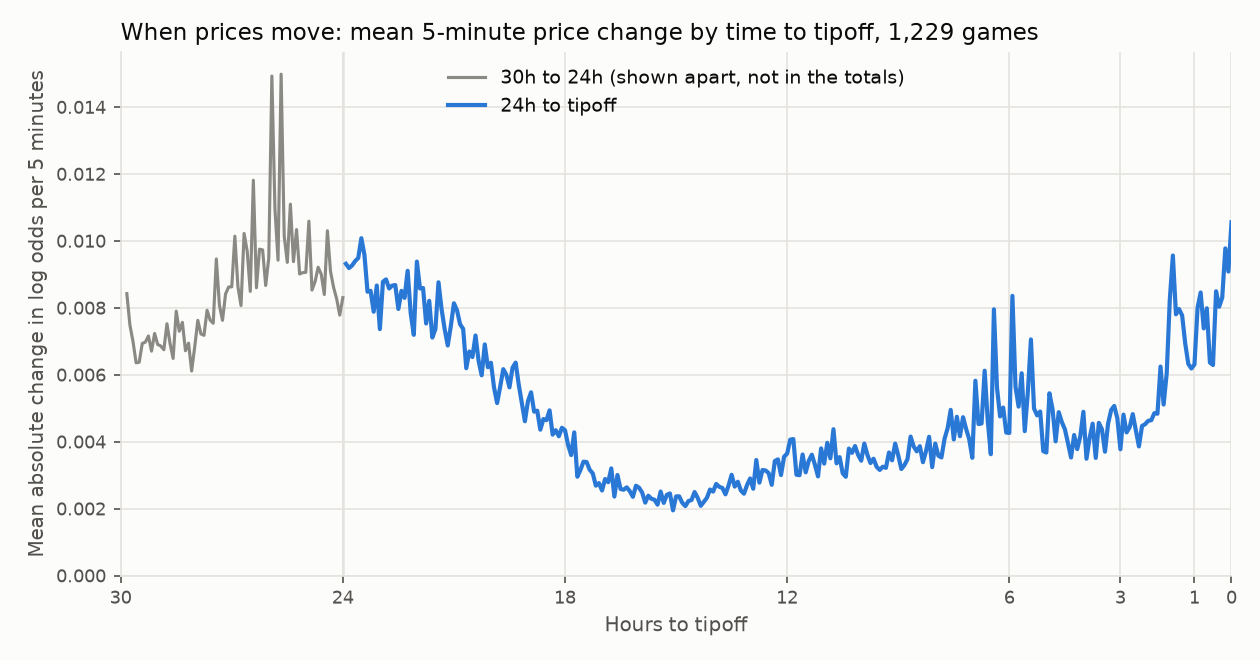 When prices move: mean 5-minute price change by time to tipoff, 1,229 games
30h to 24h (shown apart, not in the totals)
24h to tipoff
Mean absolute change in log odds per 5 minutes
0.014
0.012
0.010
0.008
0.006
0.004
0.002
0.000
30 24 18 12 6 3 1 0
Hours to tipoff